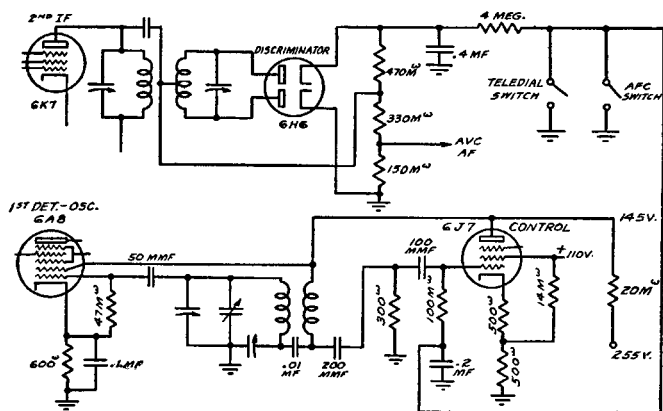 2ND IF
6K7
DISCRIMINATOR
6H6
470Mω
330Mω
150Mω
.4 MF
4 MEG.
TELEDIAL
SWITCH
AFC
SWITCH
AVC
AF
1ST DET.-OSC.
6A8
50 MMF
47Mω
600ω
.1MF
.01
MF
200
MMF
300ω
100
MMF
100Mω
.2
MF
6J7 CONTROL
+110V.
14Mω
500ω
500ω
145V.
20Mω
255V.